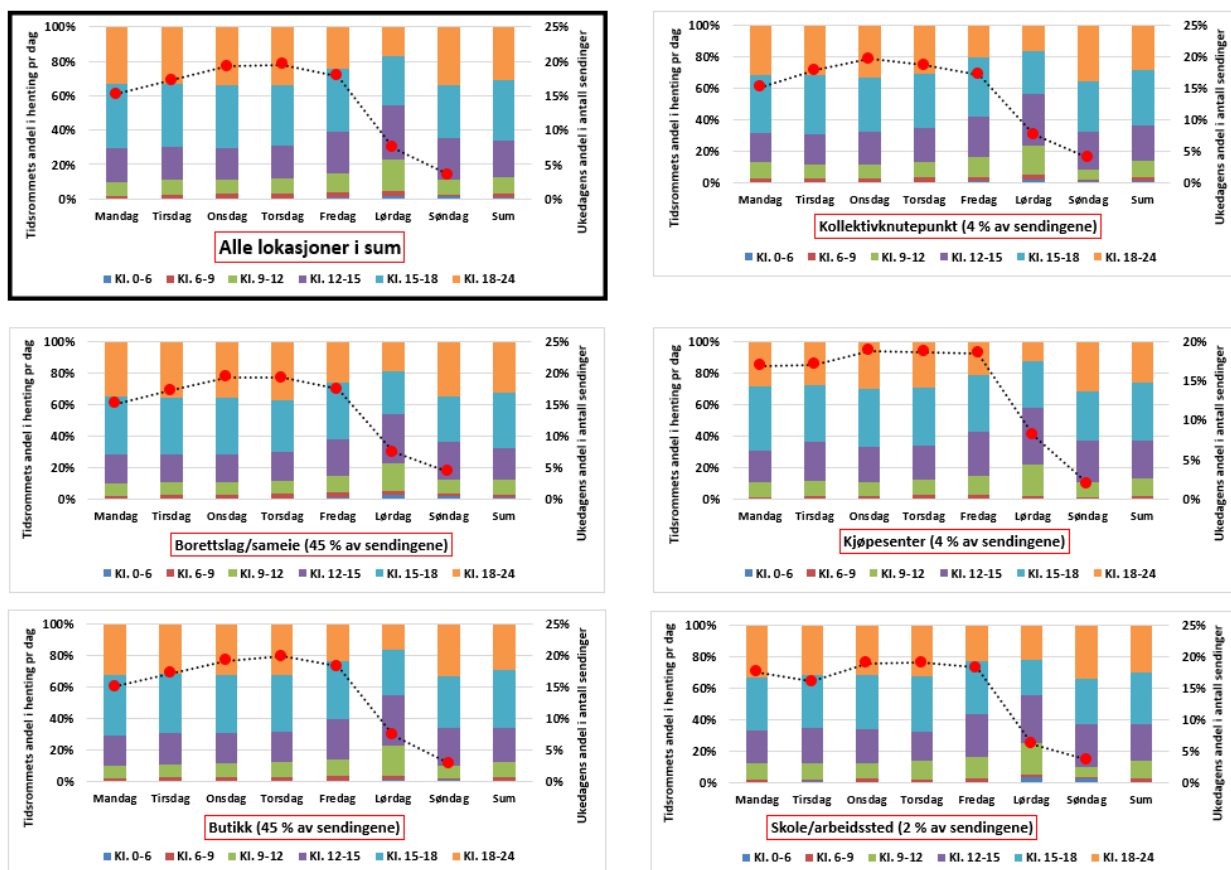 Tidsrommets andel i henting pr dag
100%
80%
60%
40%
20%
0%
25%
20%
15%
10%
5%
0%
Ukedagens andel i antall sendinger
Mandag Tirsdag Onsdag Torsdag Fredag Lørdag Søndag Sum
Alle lokasjoner i sum
Kl. 0-6 Kl. 6-9 Kl. 9-12 Kl. 12-15 Kl. 15-18 Kl. 18-24
Tidsrommets andel i henting pr dag
100%
80%
60%
40%
20%
0%
25%
20%
15%
10%
5%
0%
Ukedagens andel i antall sendinger
Mandag Tirsdag Onsdag Torsdag Fredag Lørdag Søndag Sum
Kollektivknutepunkt (4 % av sendingene)
Kl. 0-6 Kl. 6-9 Kl. 9-12 Kl. 12-15 Kl. 15-18 Kl. 18-24
Tidsrommets andel i henting pr dag
100%
80%
60%
40%
20%
0%
25%
20%
15%
10%
5%
0%
Ukedagens andel i antall sendinger
Mandag Tirsdag Onsdag Torsdag Fredag Lørdag Søndag Sum
Borettslag/sameie (45 % av sendingene)
Kl. 0-6 Kl. 6-9 Kl. 9-12 Kl. 12-15 Kl. 15-18 Kl. 18-24
Tidsrommets andel i henting pr dag
100%
80%
60%
40%
20%
0%
20%
15%
10%
5%
0%
Ukedagens andel i antall sendinger
Mandag Tirsdag Onsdag Torsdag Fredag Lørdag Søndag Sum
Kjøpesenter (4 % av sendingene)
Kl. 0-6 Kl. 6-9 Kl. 9-12 Kl. 12-15 Kl. 15-18 Kl. 18-24
Tidsrommets andel i henting pr dag
100%
80%
60%
40%
20%
0%
25%
20%
15%
10%
5%
0%
Ukedagens andel i antall sendinger
Mandag Tirsdag Onsdag Torsdag Fredag Lørdag Søndag Sum
Butikk (45 % av sendingene)
Kl. 0-6 Kl. 6-9 Kl. 9-12 Kl. 12-15 Kl. 15-18 Kl. 18-24
Tidsrommets andel i henting pr dag
100%
80%
60%
40%
20%
0%
25%
20%
15%
10%
5%
0%
Ukedagens andel i antall sendinger
Mandag Tirsdag Onsdag Torsdag Fredag Lørdag Søndag Sum
Skole/arbeidssted (2 % av sendingene)
Kl. 0-6 Kl. 6-9 Kl. 9-12 Kl. 12-15 Kl. 15-18 Kl. 18-24